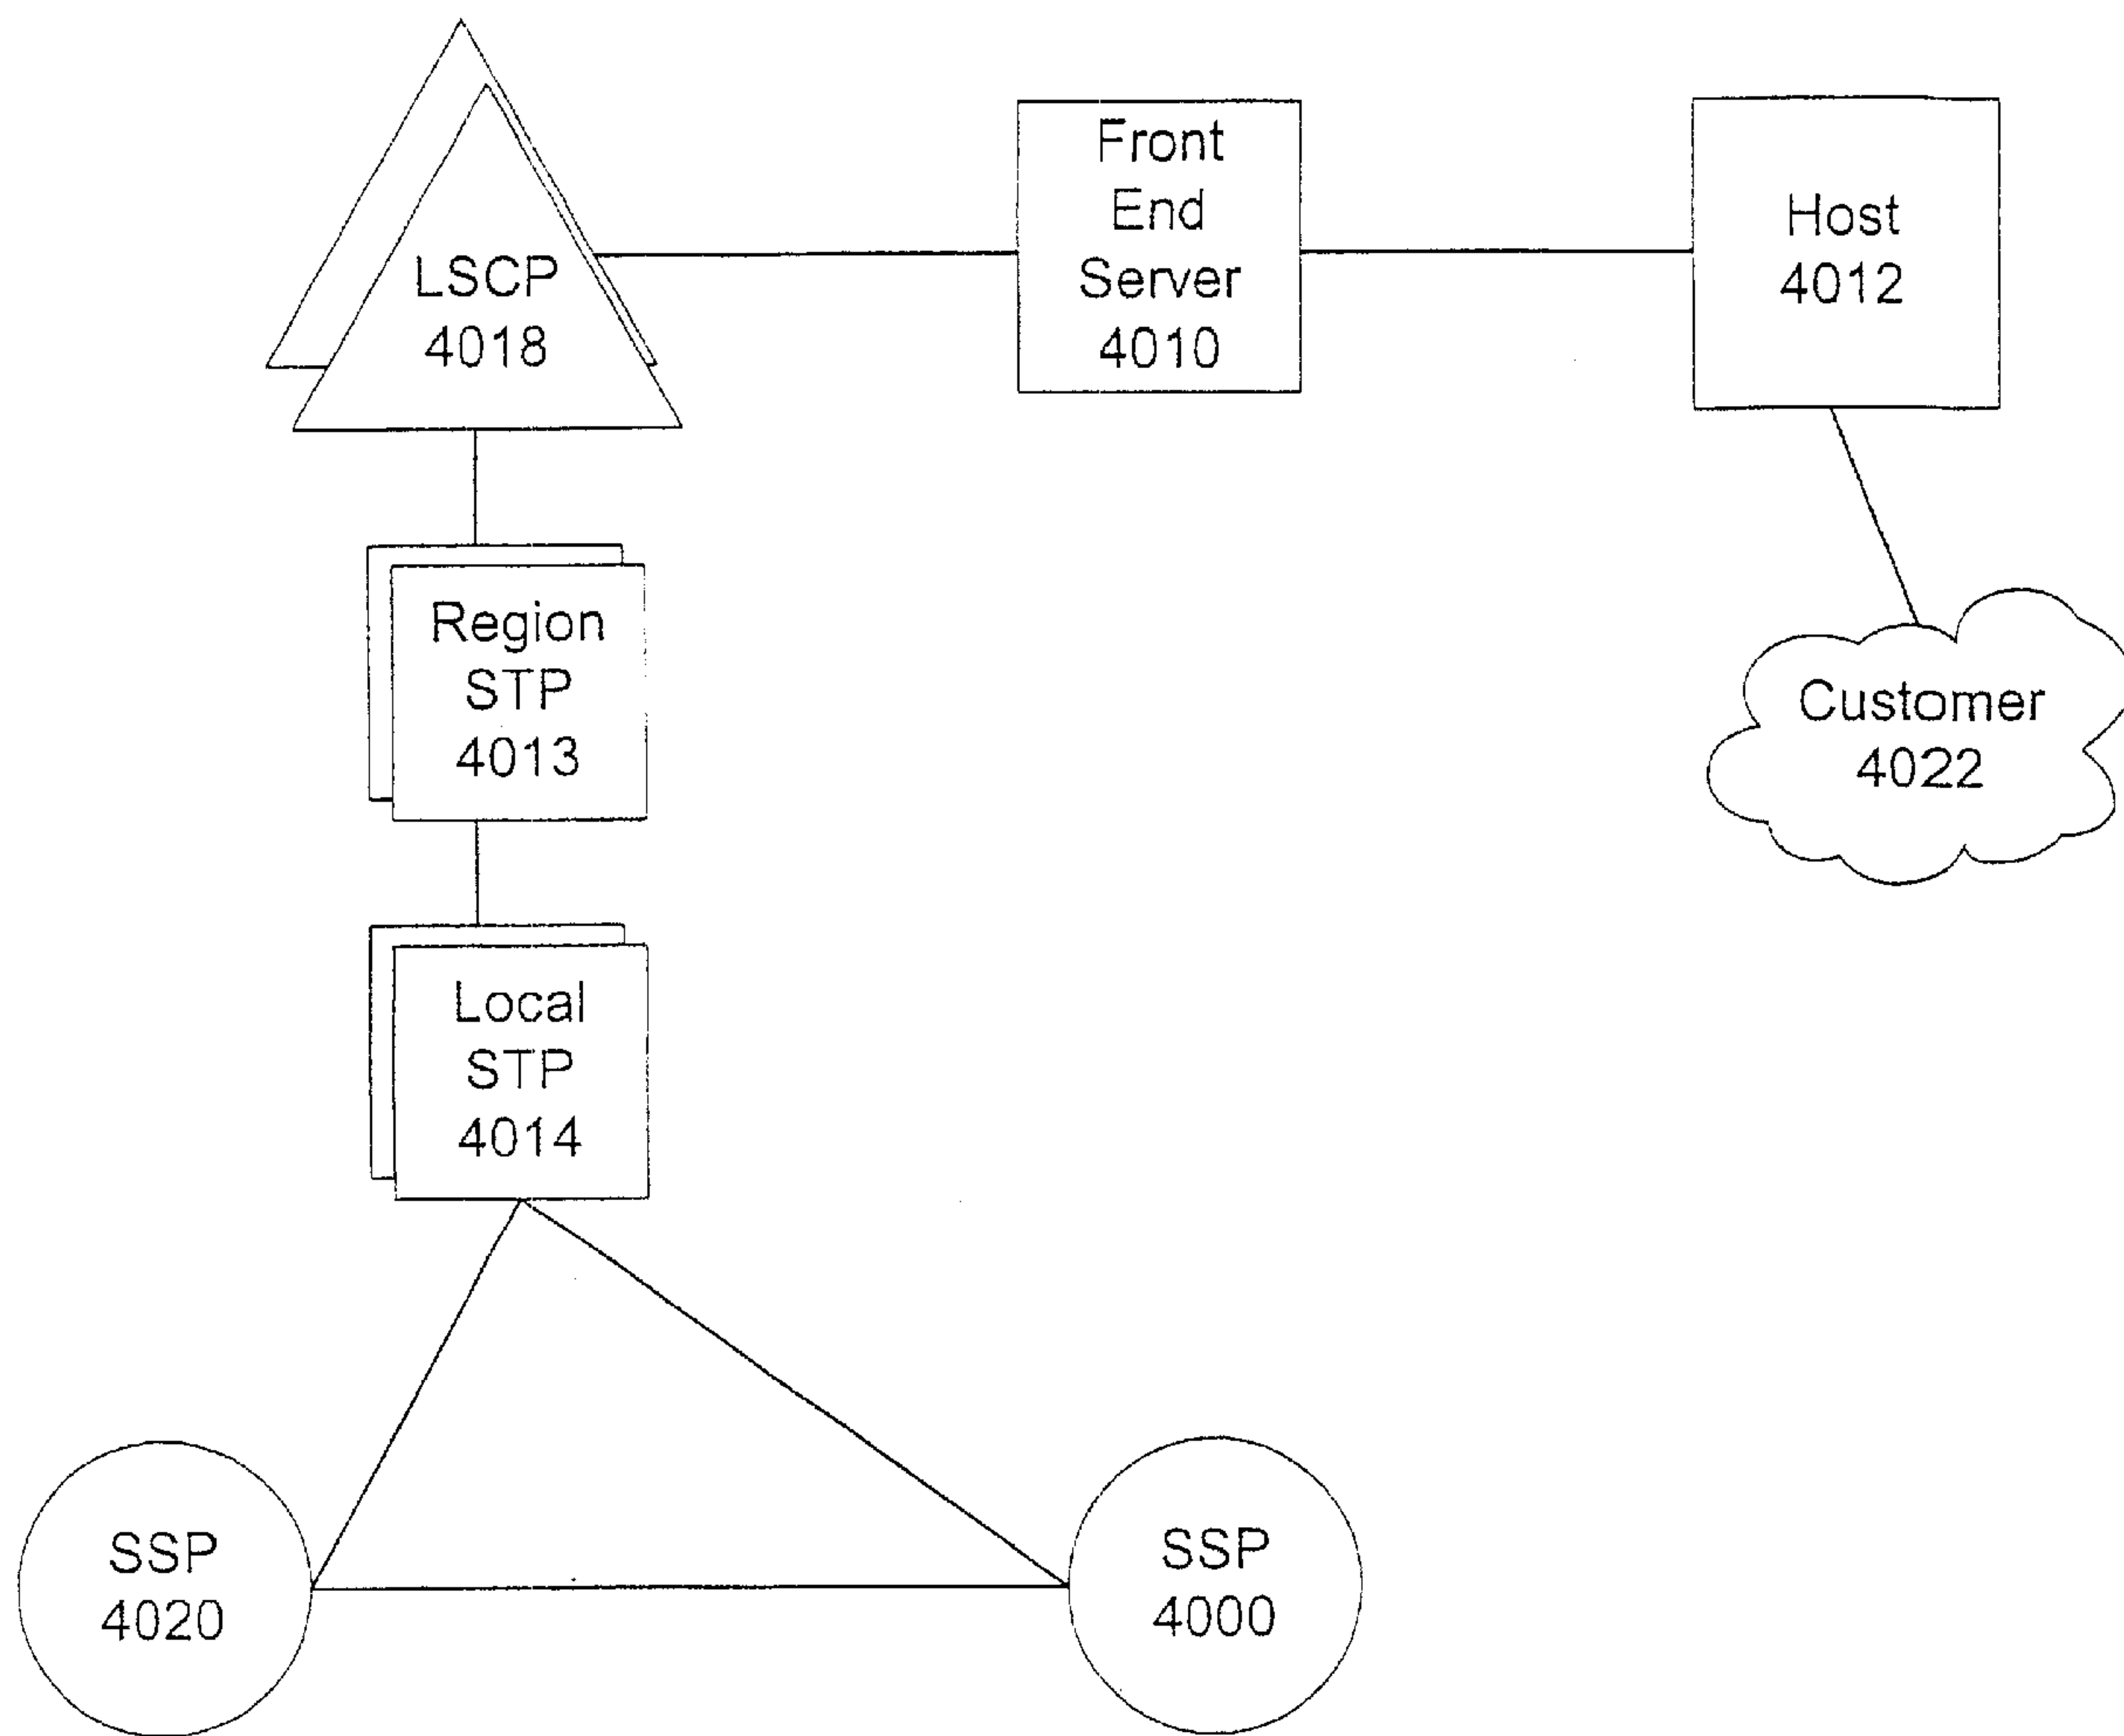 LSCP
4018
Front
End
Server
4010
Host
4012
Region
STP
4013
Customer
4022
Local
STP
4014
SSP
4020
SSP
4000